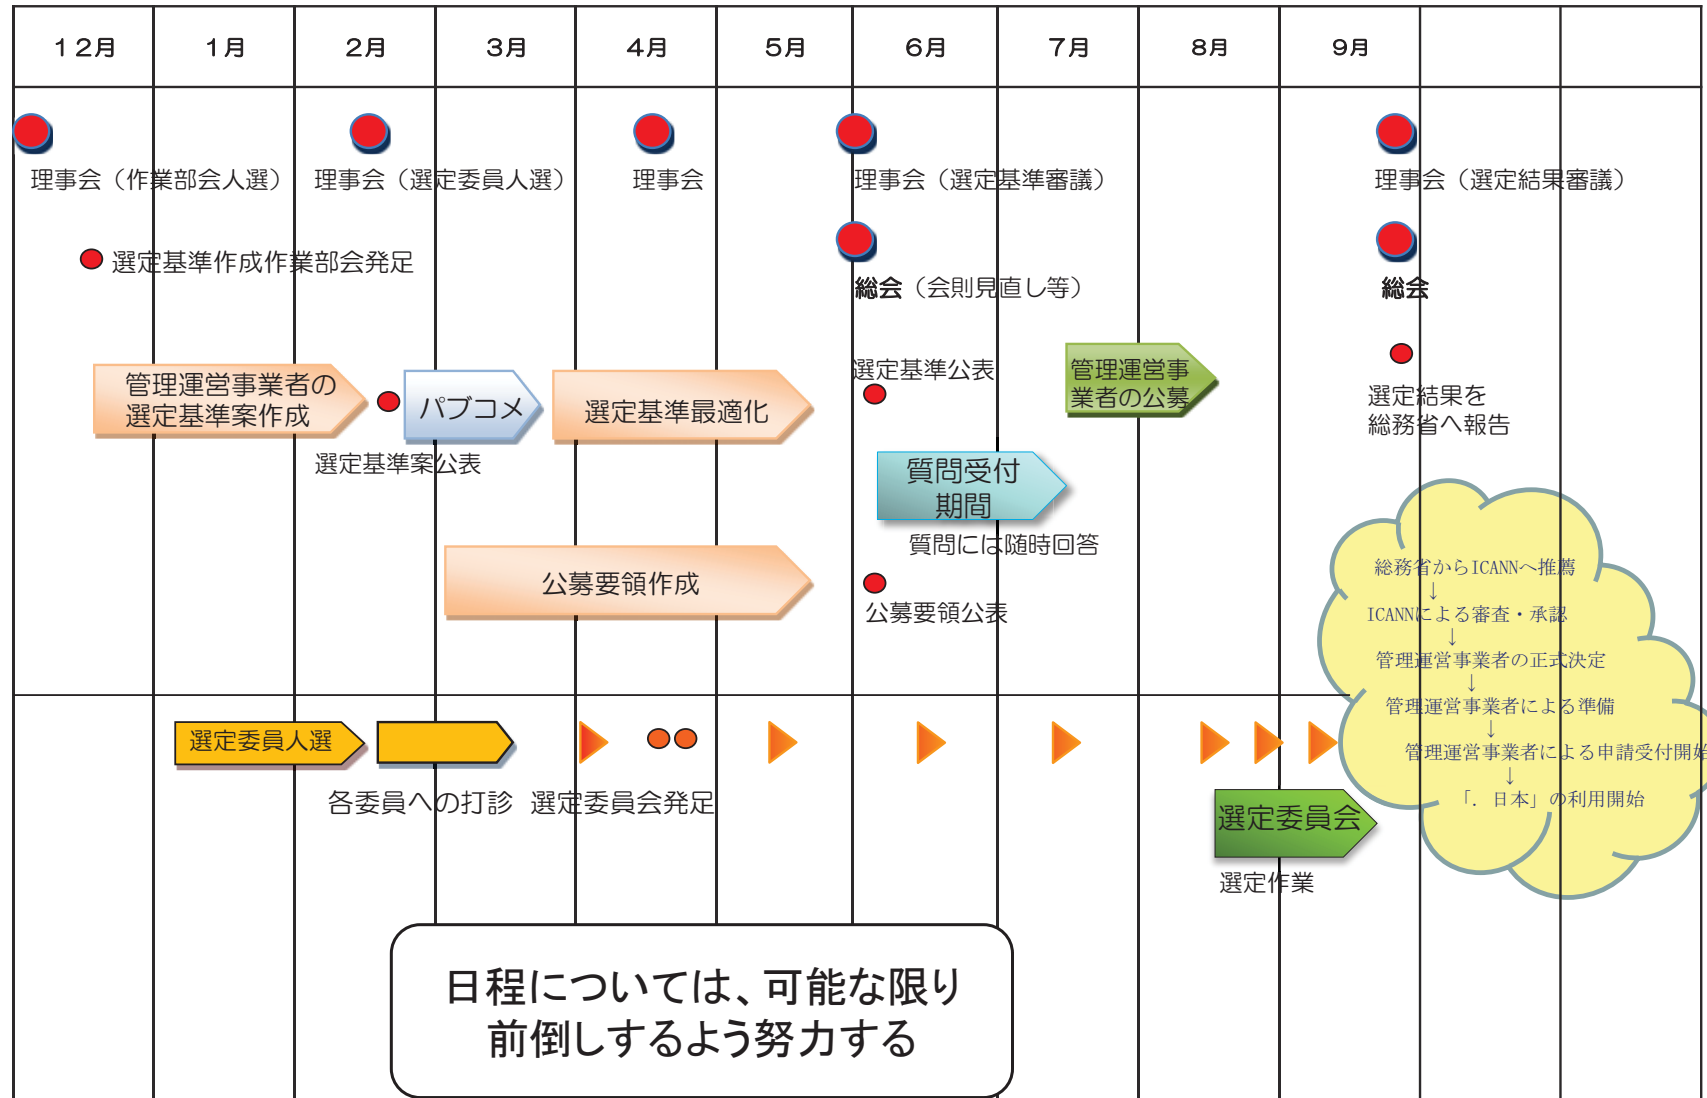 12月
1月
2月
3月
4月
5月
6月
7月
8月
9月
理事会（作業部会人選）
理事会（選定委員人選）
理事会
理事会（選定基準審議）
理事会（選定結果審議）
選定基準作成作業部会発足
総会（会則見直し等）
総会
管理運営事業者の
選定基準案作成
選定基準案公表
パブコメ
選定基準最適化
選定基準公表
管理運営事
業者の公募
選定結果を
総務省へ報告
質問受付
期間
質問には随時回答
公募要領作成
公募要領公表
総務省からICANNへ推薦
↓
ICANNによる審査・承認
↓
管理運営事業者の正式決定
↓
管理運営事業者による準備
↓
管理運営事業者による申請受付開始
↓
「．日本」の利用開始
選定委員人選
各委員への打診
選定委員会発足
選定委員会
選定作業
日程については、可能な限り
前倒しするよう努力する